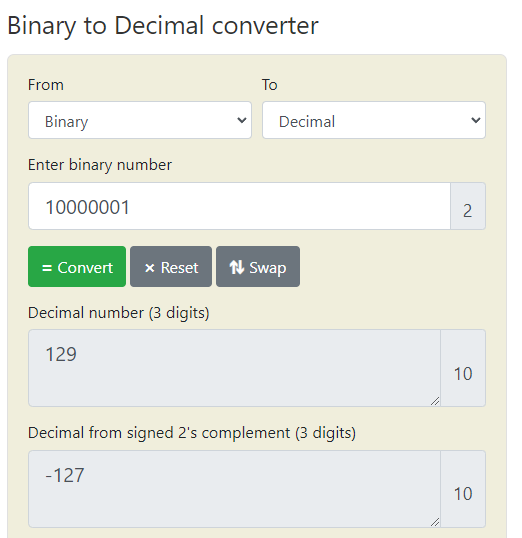 Binary to Decimal converter
From To
Binary Decimal
Enter binary number
10000001 2
= Convert × Reset Swap
Decimal number (3 digits)
129 10
Decimal from signed 2's complement (3 digits)
-127 10